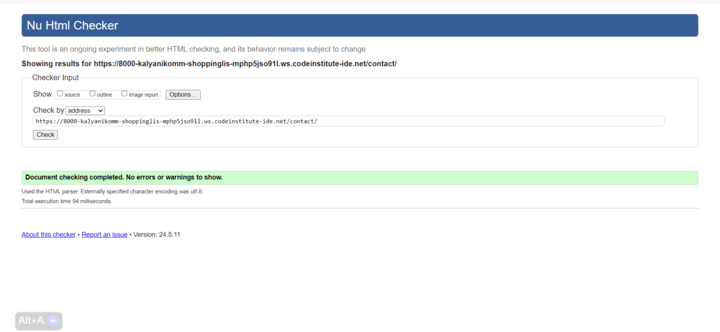 Nu Html Checker
This tool is an ongoing experiment in better HTML checking, and its behavior remains subject to change
Showing results for https://8000-kalyanikomm-shoppinglis-mphp5jso91l.ws.codeinstitute-ide.net/contact/
Checker Input
Show source outline image report Options...
Check by address
https://8000-kalyanikomm-shoppinglis-mphp5jso91l.ws.codeinstitute-ide.net/contact/
Check
Document checking completed. No errors or warnings to show.
Used the HTML parser. Externally specified character encoding was utf-8.
Total execution time 94 milliseconds.
About this checker • Report an issue • Version: 24.5.11
Alt+A